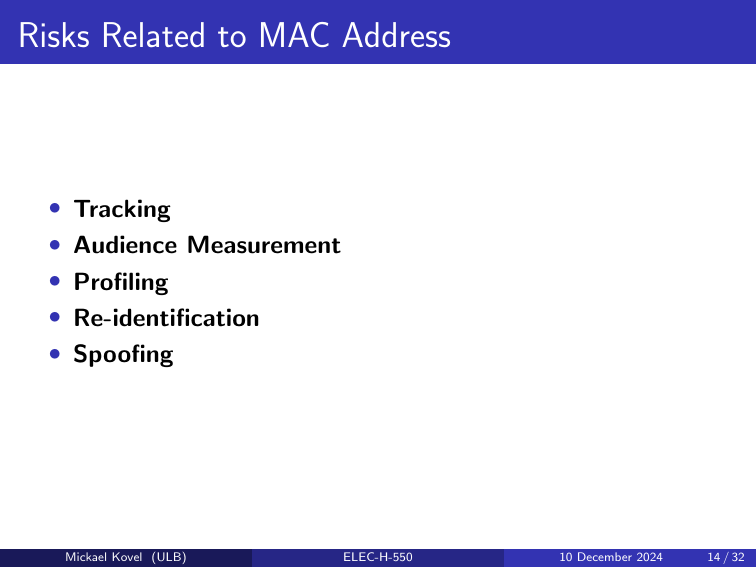 Risks Related to MAC Address
• Tracking
• Audience Measurement
• Profiling
• Re-identification
• Spoofing
Mickael Kovel (ULB) ELEC-H-550 10 December 2024 14 / 32